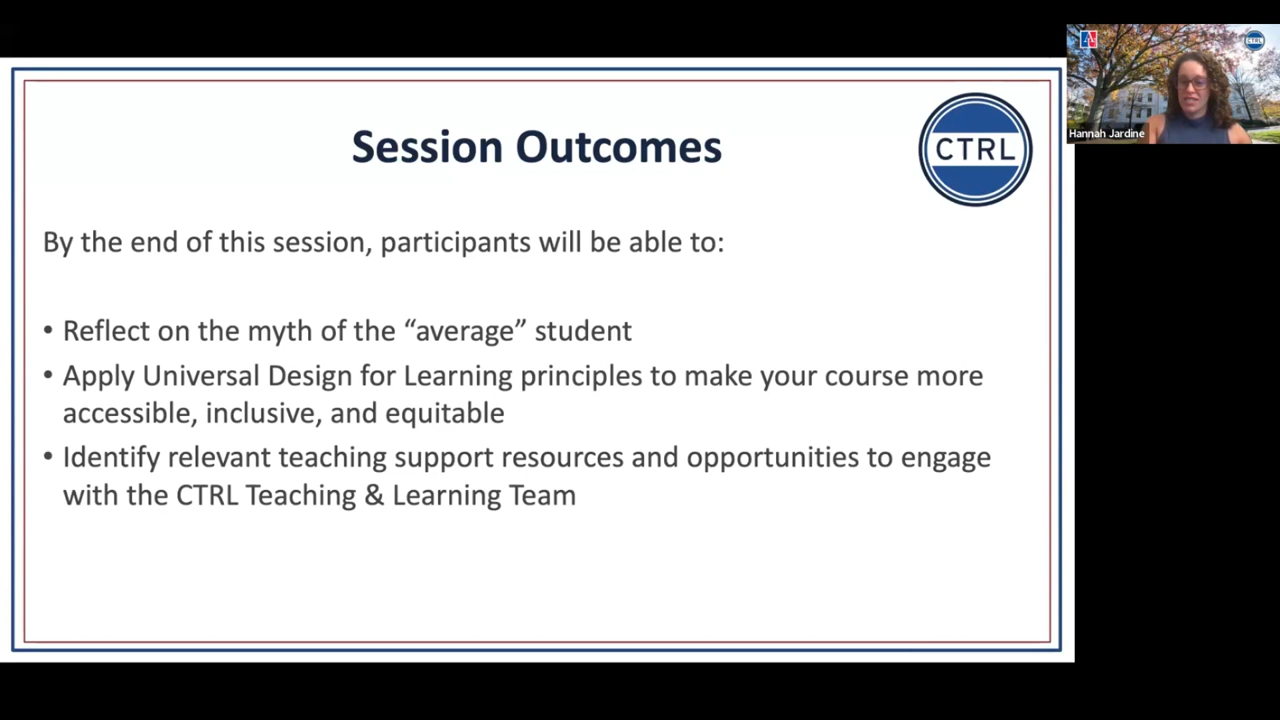 Session Outcomes
CTRL
By the end of this session, participants will be able to:
• Reflect on the myth of the “average” student
• Apply Universal Design for Learning principles to make your course more
accessible, inclusive, and equitable
• Identify relevant teaching support resources and opportunities to engage
with the CTRL Teaching & Learning Team
CTRL
Hannah Jardine